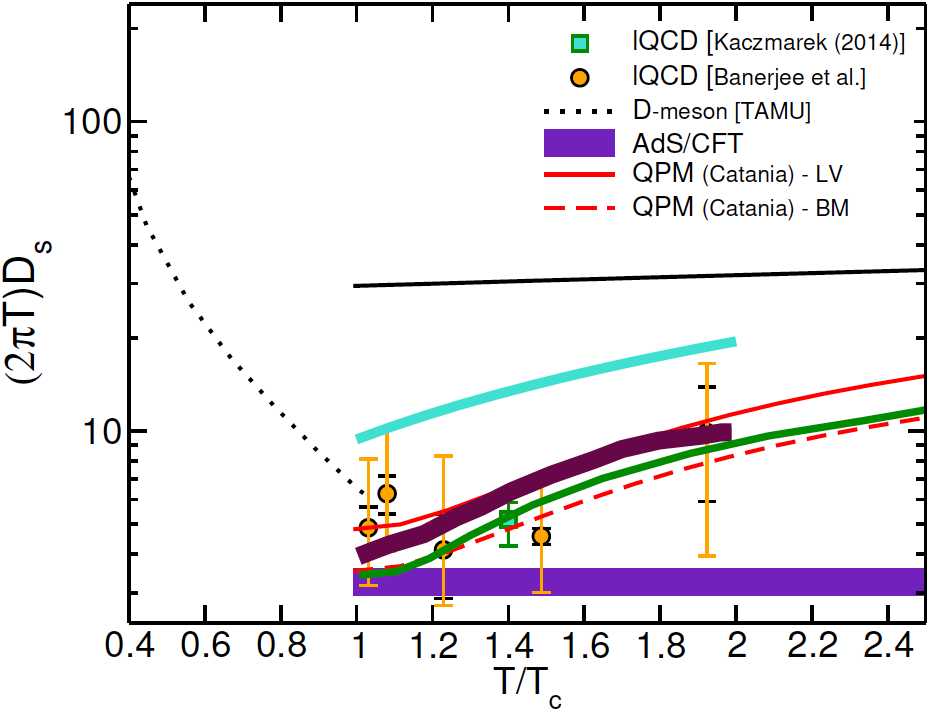 lQCD [Kaczmarek (2014)]
lQCD [Banerjee et al.]
D-meson [TAMU]
AdS/CFT
QPM (Catania) - LV
QPM (Catania) - BM
100
10
(2πT)Ds
0.4 0.6 0.8 1 1.2 1.4 1.6 1.8 2 2.2 2.4
T/Tc